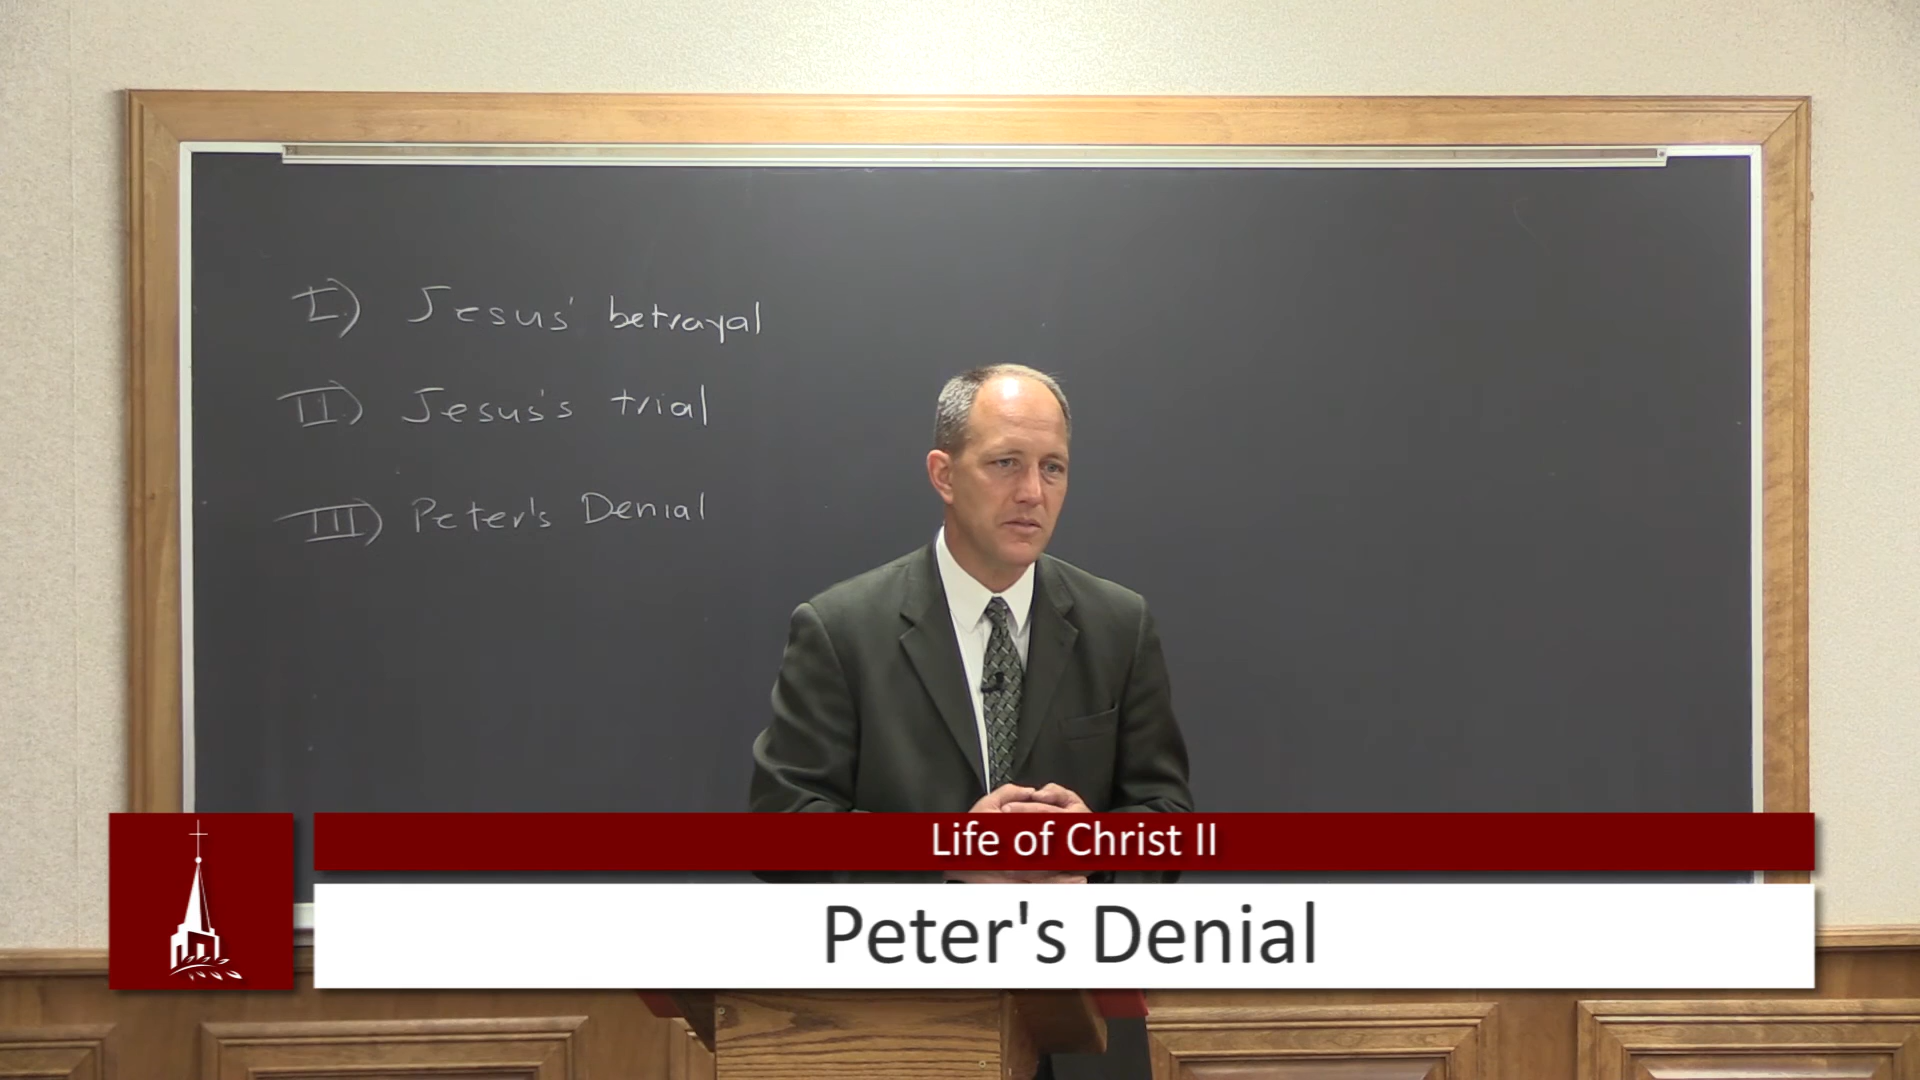 I.) Jesus' betrayal
II.) Jesus's trial
III.) Peter's Denial
Life of Christ II
Peter's Denial